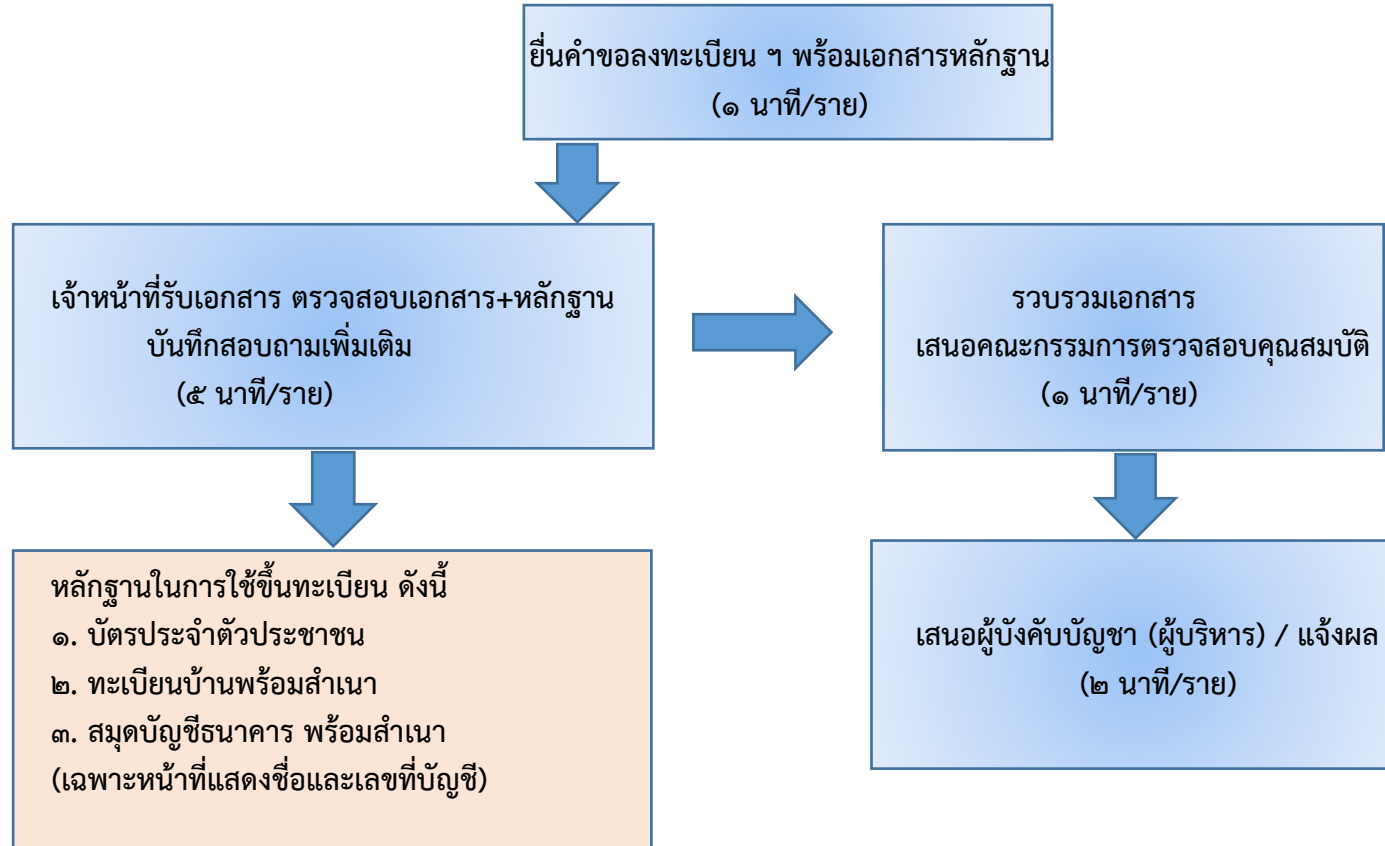 ยื่นคำขอลงทะเบียน ฯ พร้อมเอกสารหลักฐาน
(๑ นาที/ราย)
เจ้าหน้าที่รับเอกสาร ตรวจสอบเอกสาร+หลักฐาน
บันทึกสอบถามเพิ่มเติม
(๕ นาที/ราย)
รวบรวมเอกสาร
เสนอคณะกรรมการตรวจสอบคุณสมบัติ
(๑ นาที/ราย)
หลักฐานในการใช้ขึ้นทะเบียน ดังนี้
๑. บัตรประจำตัวประชาชน
๒. ทะเบียนบ้านพร้อมสำเนา
๓. สมุดบัญชีธนาคาร พร้อมสำเนา
(เฉพาะหน้าที่แสดงชื่อและเลขที่บัญชี)
เสนอผู้บังคับบัญชา (ผู้บริหาร) / แจ้งผล
(๒ นาที/ราย)